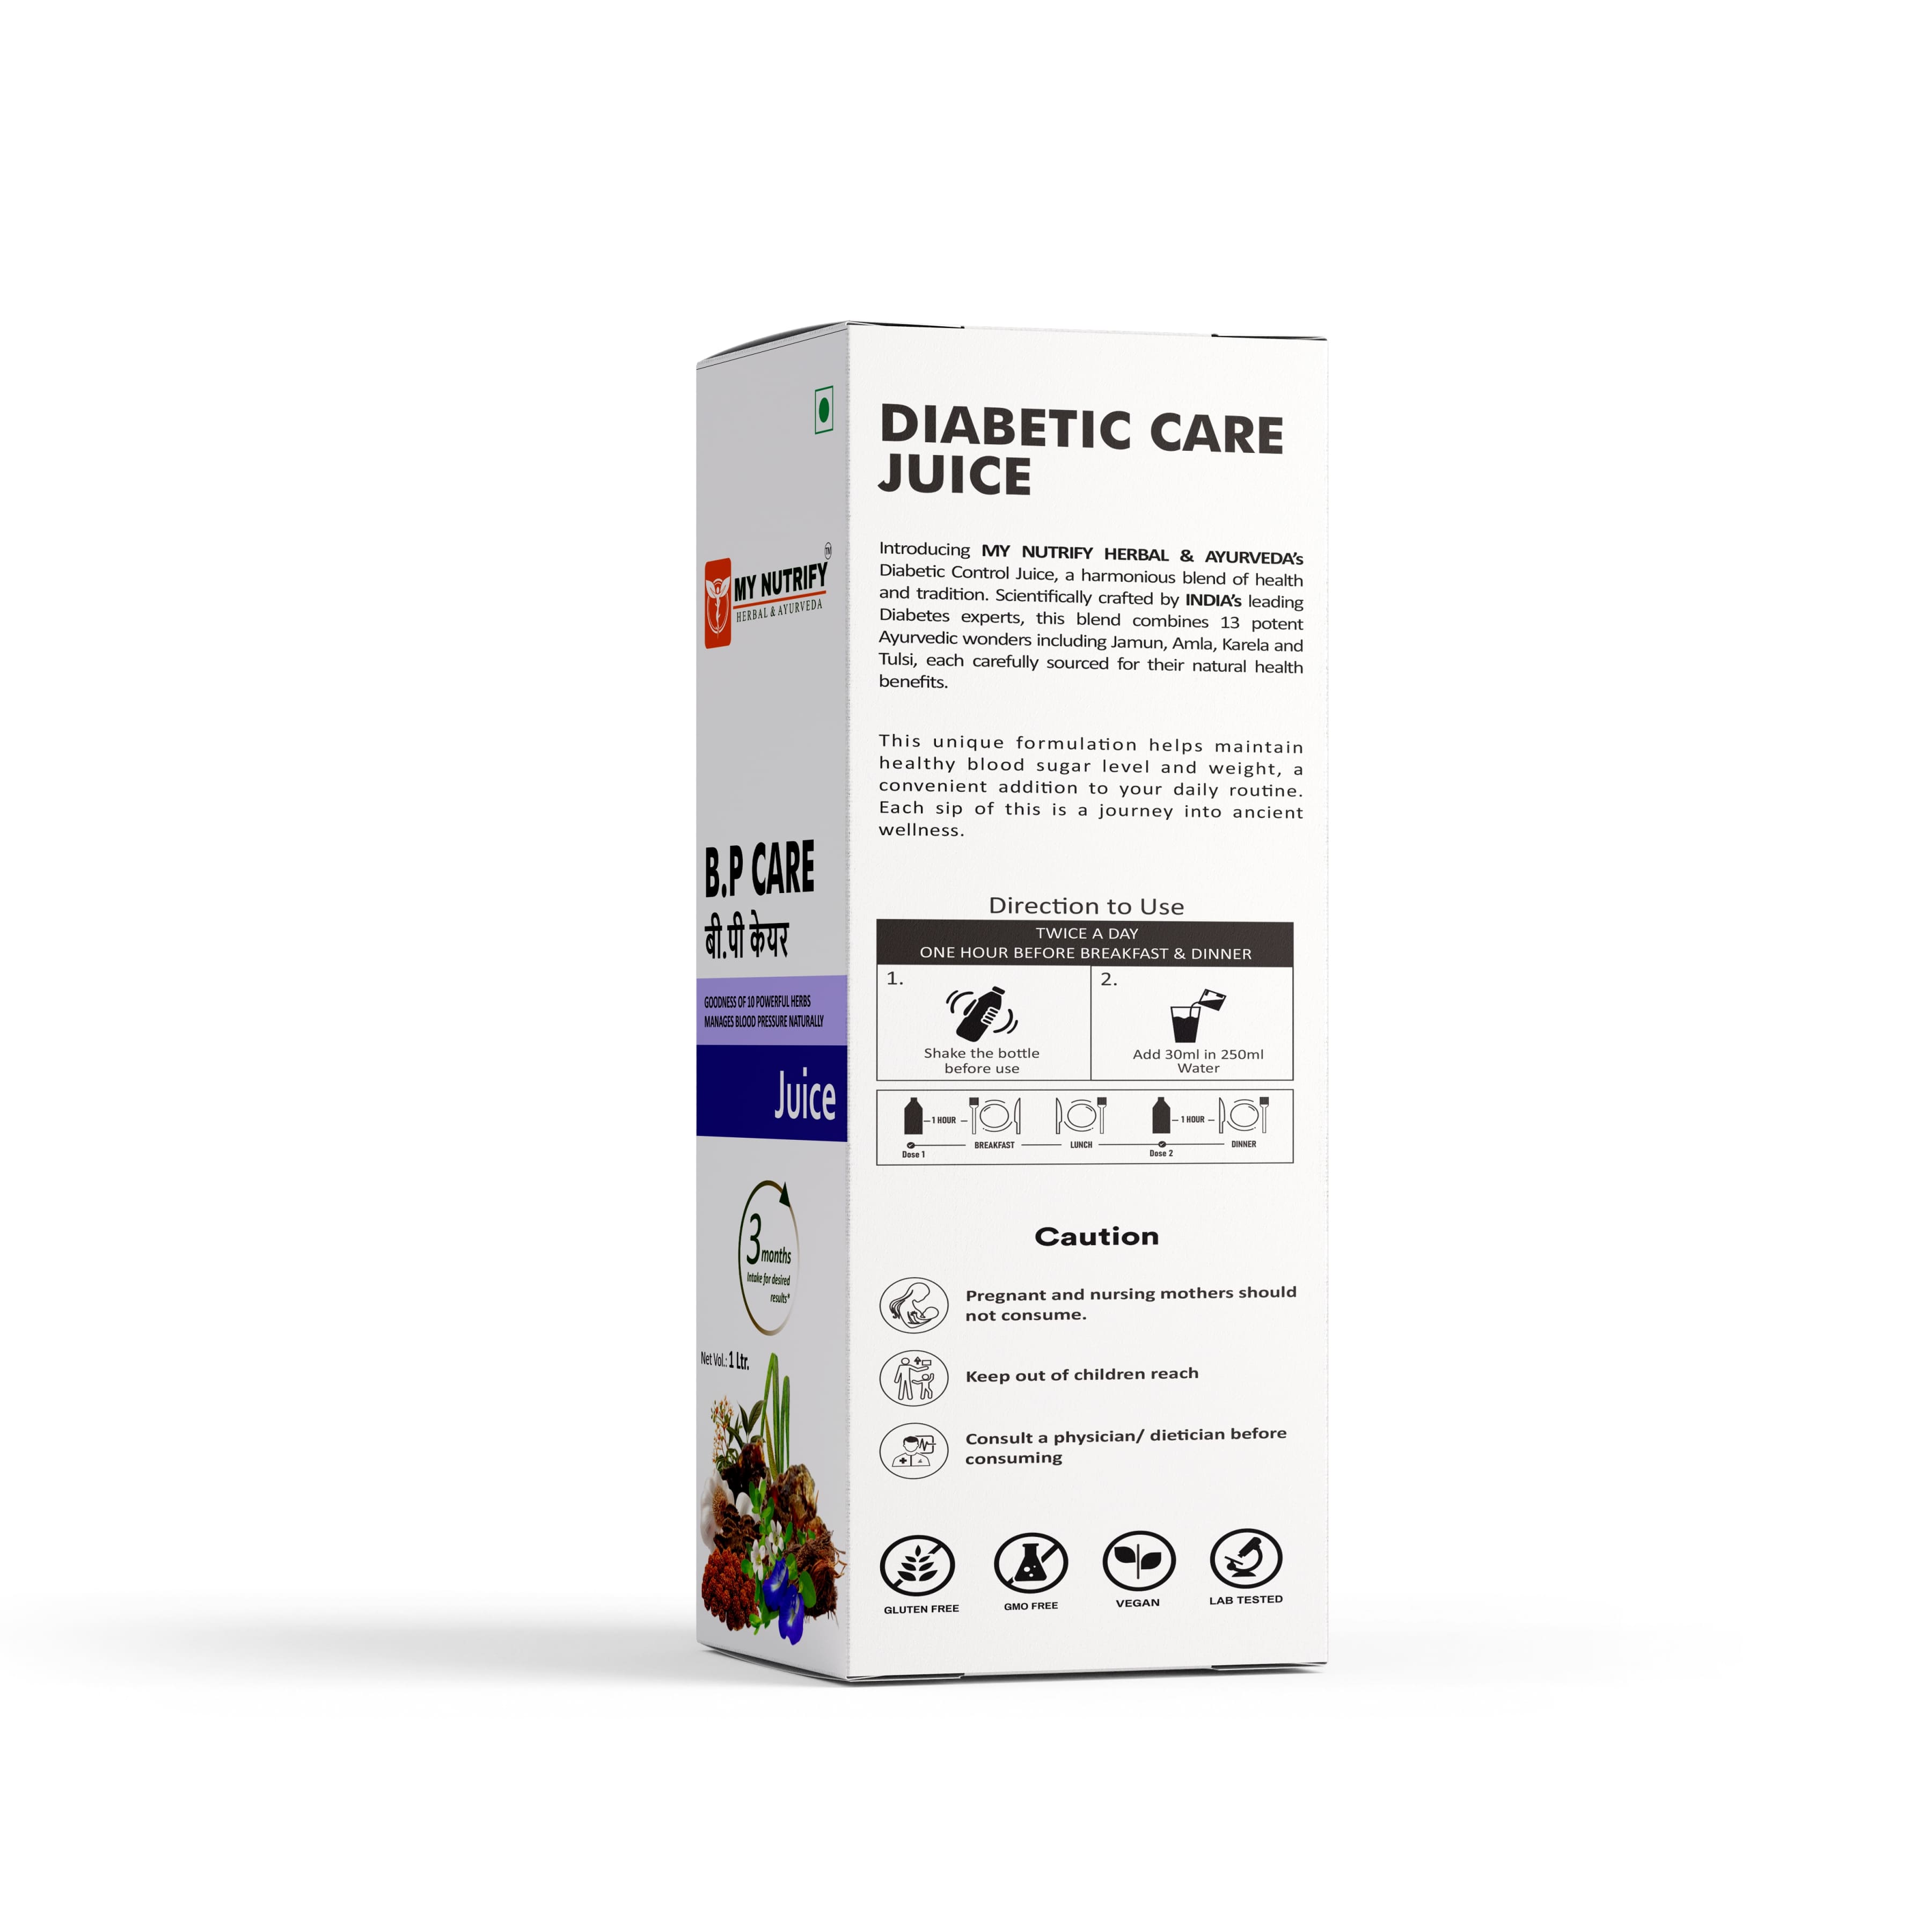 TM
MY NUTRIFY
HERBAL & AYURVEDA
B.P CARE
बी.पी केयर
GOODNESS OF 10 POWERFUL HERBS
MANAGES BLOOD PRESSURE NATURALLY
Juice
3 months
Intake for desired
results*
Net Vol.: 1 Ltr.
DIABETIC CARE
JUICE
Introducing MY NUTRIFY HERBAL & AYURVEDA's
Diabetic Control Juice, a harmonious blend of health
and tradition. Scientifically crafted by INDIA's leading
Diabetes experts, this blend combines 13 potent
Ayurvedic wonders including Jamun, Amla, Karela and
Tulsi, each carefully sourced for their natural health
benefits.
This unique formulation helps maintain
healthy blood sugar level and weight, a
convenient addition to your daily routine.
Each sip of this is a journey into ancient
wellness.
Direction to Use
TWICE A DAY
ONE HOUR BEFORE BREAKFAST & DINNER
1.
Shake the bottle
before use
2.
Add 30ml in 250ml
Water
1 HOUR
1 HOUR
BREAKFAST
LUNCH
DINNER
Dose 1
Dose 2
Caution
Pregnant and nursing mothers should
not consume.
Keep out of children reach
Consult a physician/ dietician before
consuming
GLUTEN FREE
GMO FREE
VEGAN
LAB TESTED